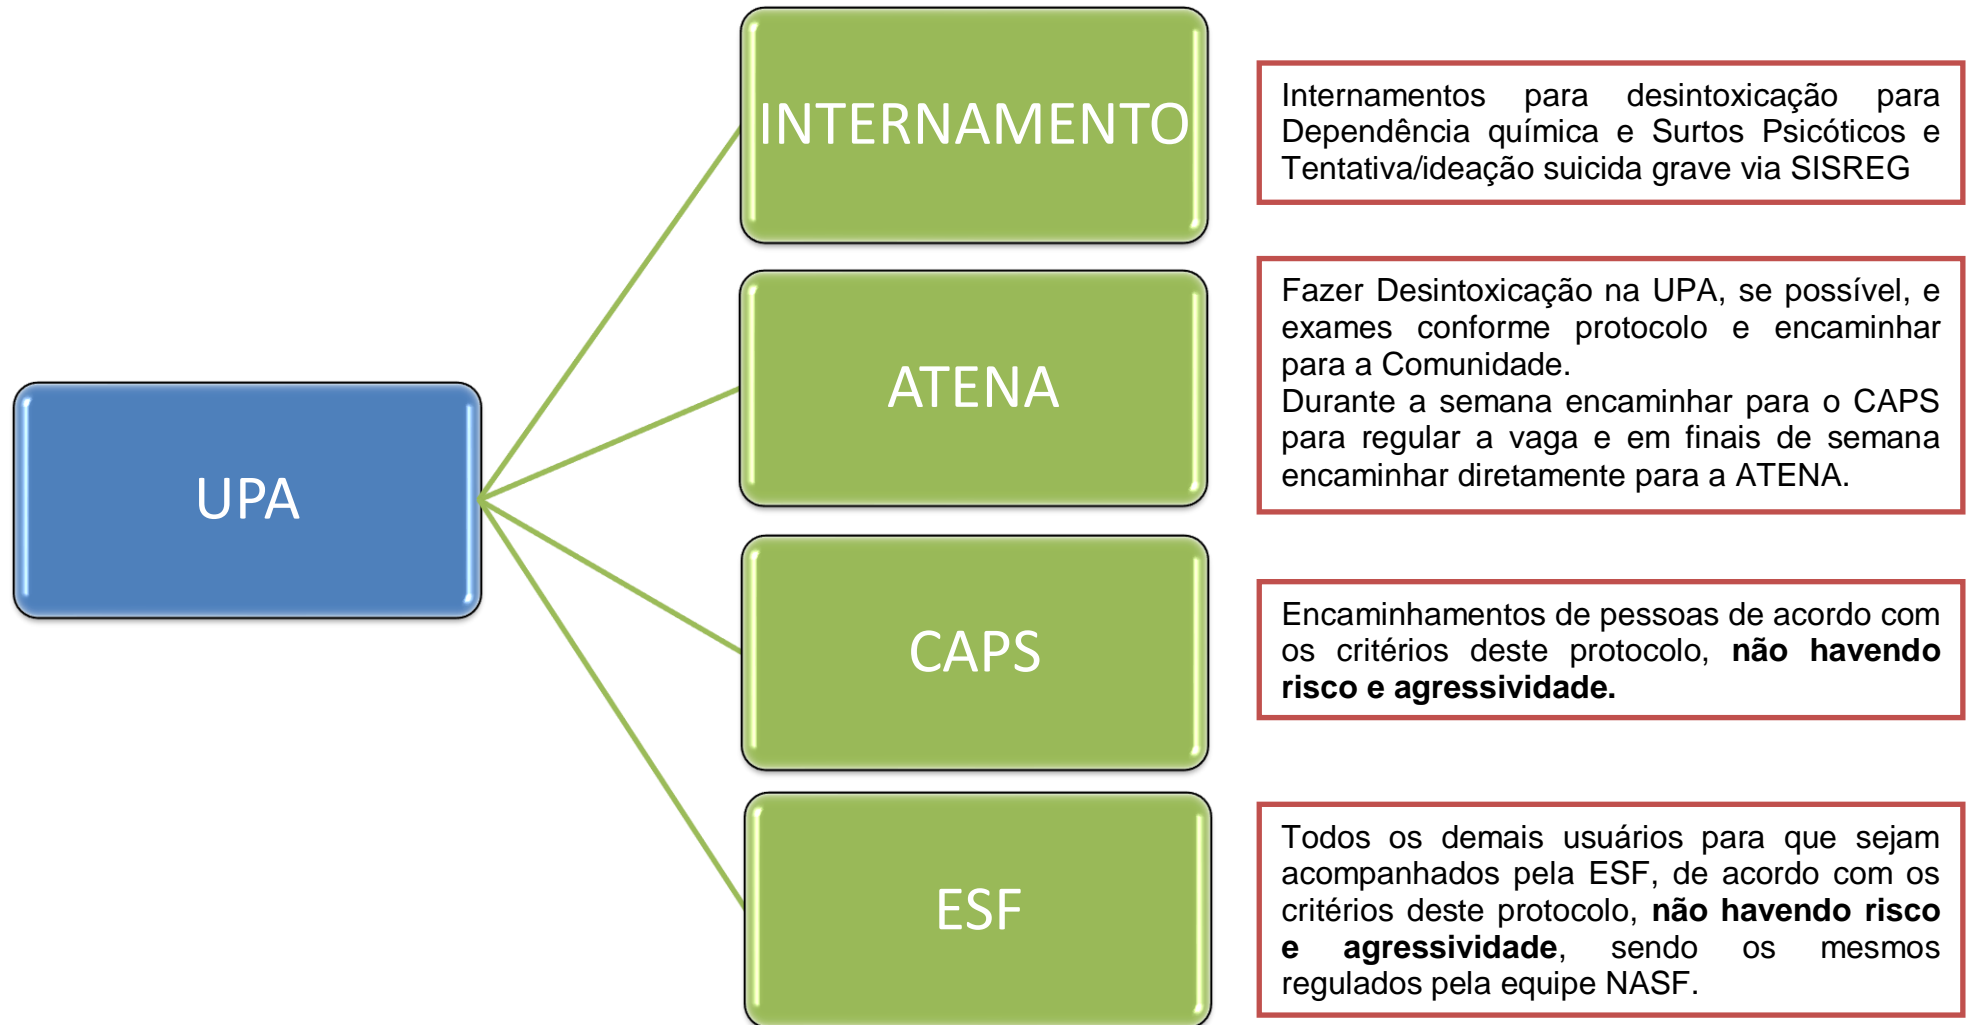 INTERNAMENTO
Internamentos para desintoxicação para
Dependência química e Surtos Psicóticos e
Tentativa/ideação suicida grave via SISREG
ATENA
Fazer Desintoxicação na UPA, se possível, e
exames conforme protocolo e encaminhar
para a Comunidade.
Durante a semana encaminhar para o CAPS
para regular a vaga e em finais de semana
encaminhar diretamente para a ATENA.
UPA
CAPS
Encaminhamentos de pessoas de acordo com
os critérios deste protocolo, não havendo
risco e agressividade.
ESF
Todos os demais usuários para que sejam
acompanhados pela ESF, de acordo com os
critérios deste protocolo, não havendo risco
e agressividade, sendo os mesmos
regulados pela equipe NASF.